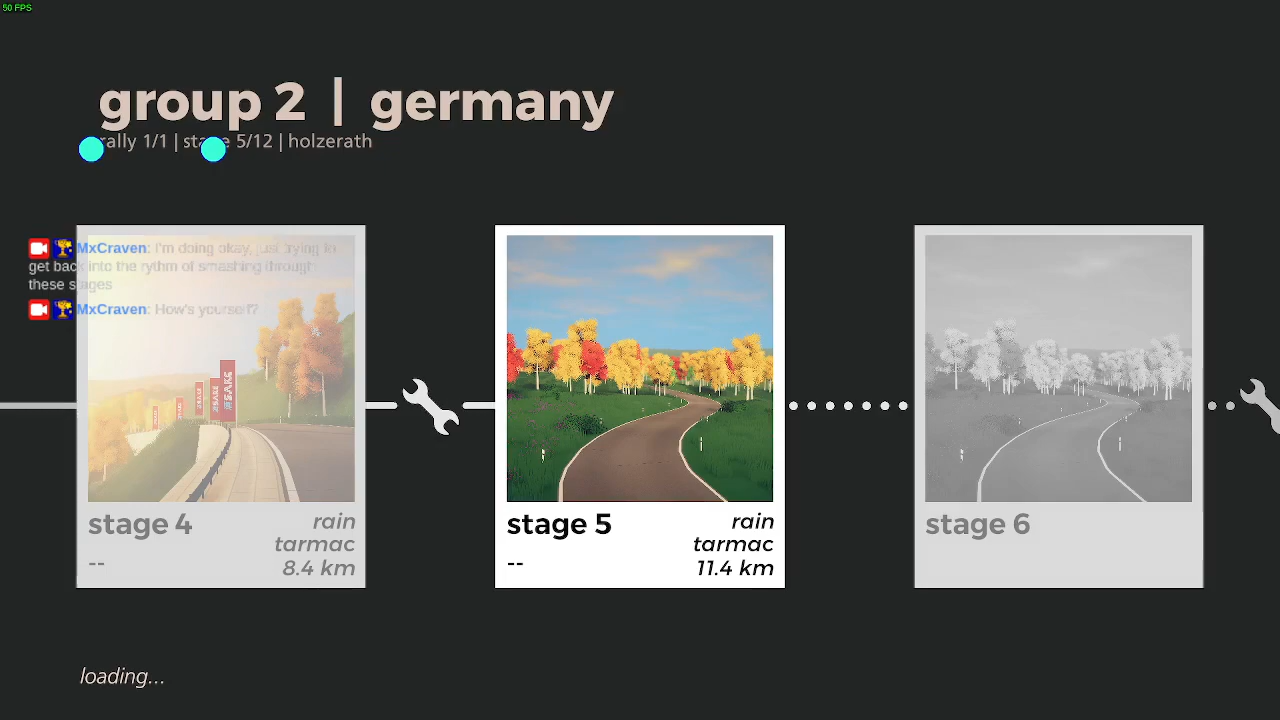 50 FPS
group 2 | germany
rally 1/1 | stage 5/12 | holzerath
MxCraven: I'm doing okay, just trying to
get back into the rythm of smashing through
these stages
MxCraven: How's yourself?
stage 4
rain
tarmac
--
8.4 km
stage 5
rain
tarmac
--
11.4 km
stage 6
loading...